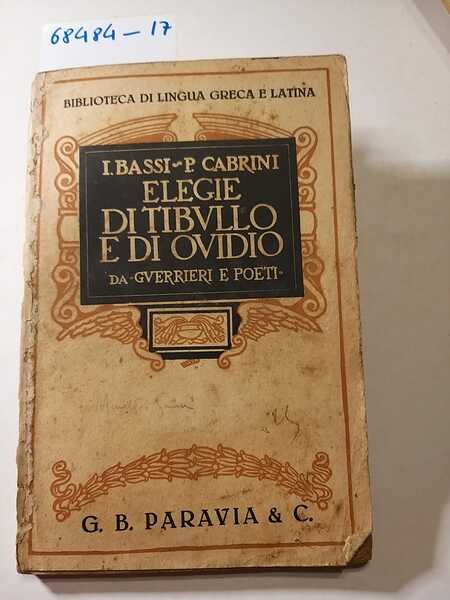 68484-17
BIBLIOTECA DI LINGUA GRECA E LATINA
I. BASSI-P. CABRINI
ELEGIE
DI TIBVLLO
E DI OVIDIO
DA "GVERRIERI E POETI"
G. B. PARAVIA & C.